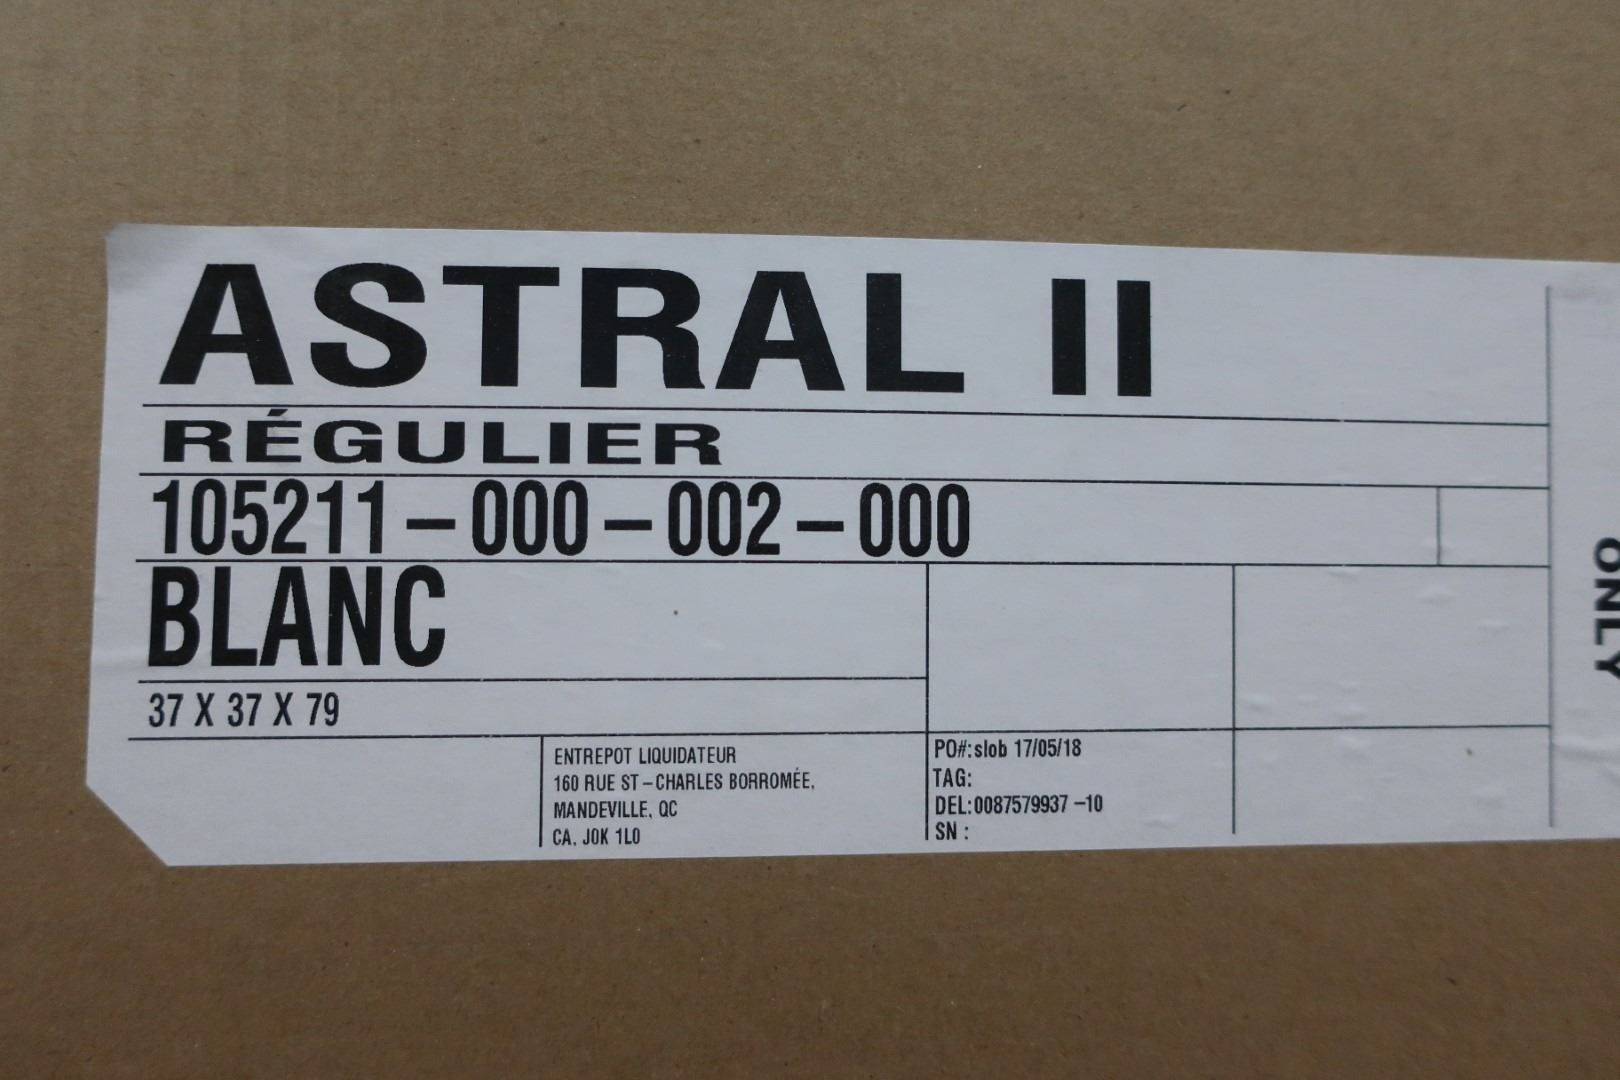 ASTRAL II
RÉGULIER
105211-000-002-000
BLANC
37 X 37 X 79
ENTREPOT LIQUIDATEUR
160 RUE ST-CHARLES BORROMÉE,
MANDEVILLE, QC
CA, J0K 1L0
PO#:slob 17/05/18
TAG:
DEL:0087579937 -10
SN :
ONLY